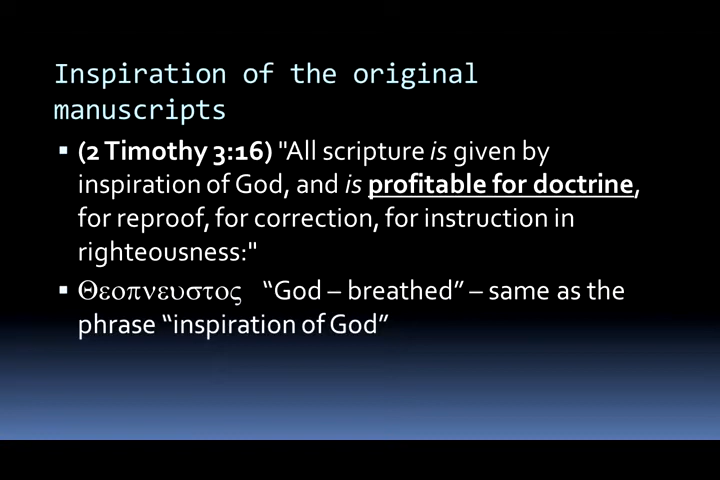 Inspiration of the original
manuscripts
▪ (2 Timothy 3:16) "All scripture is given by
inspiration of God, and is profitable for doctrine,
for reproof, for correction, for instruction in
righteousness:"
▪ Θεοπνευστος “God – breathed” – same as the
phrase “inspiration of God”